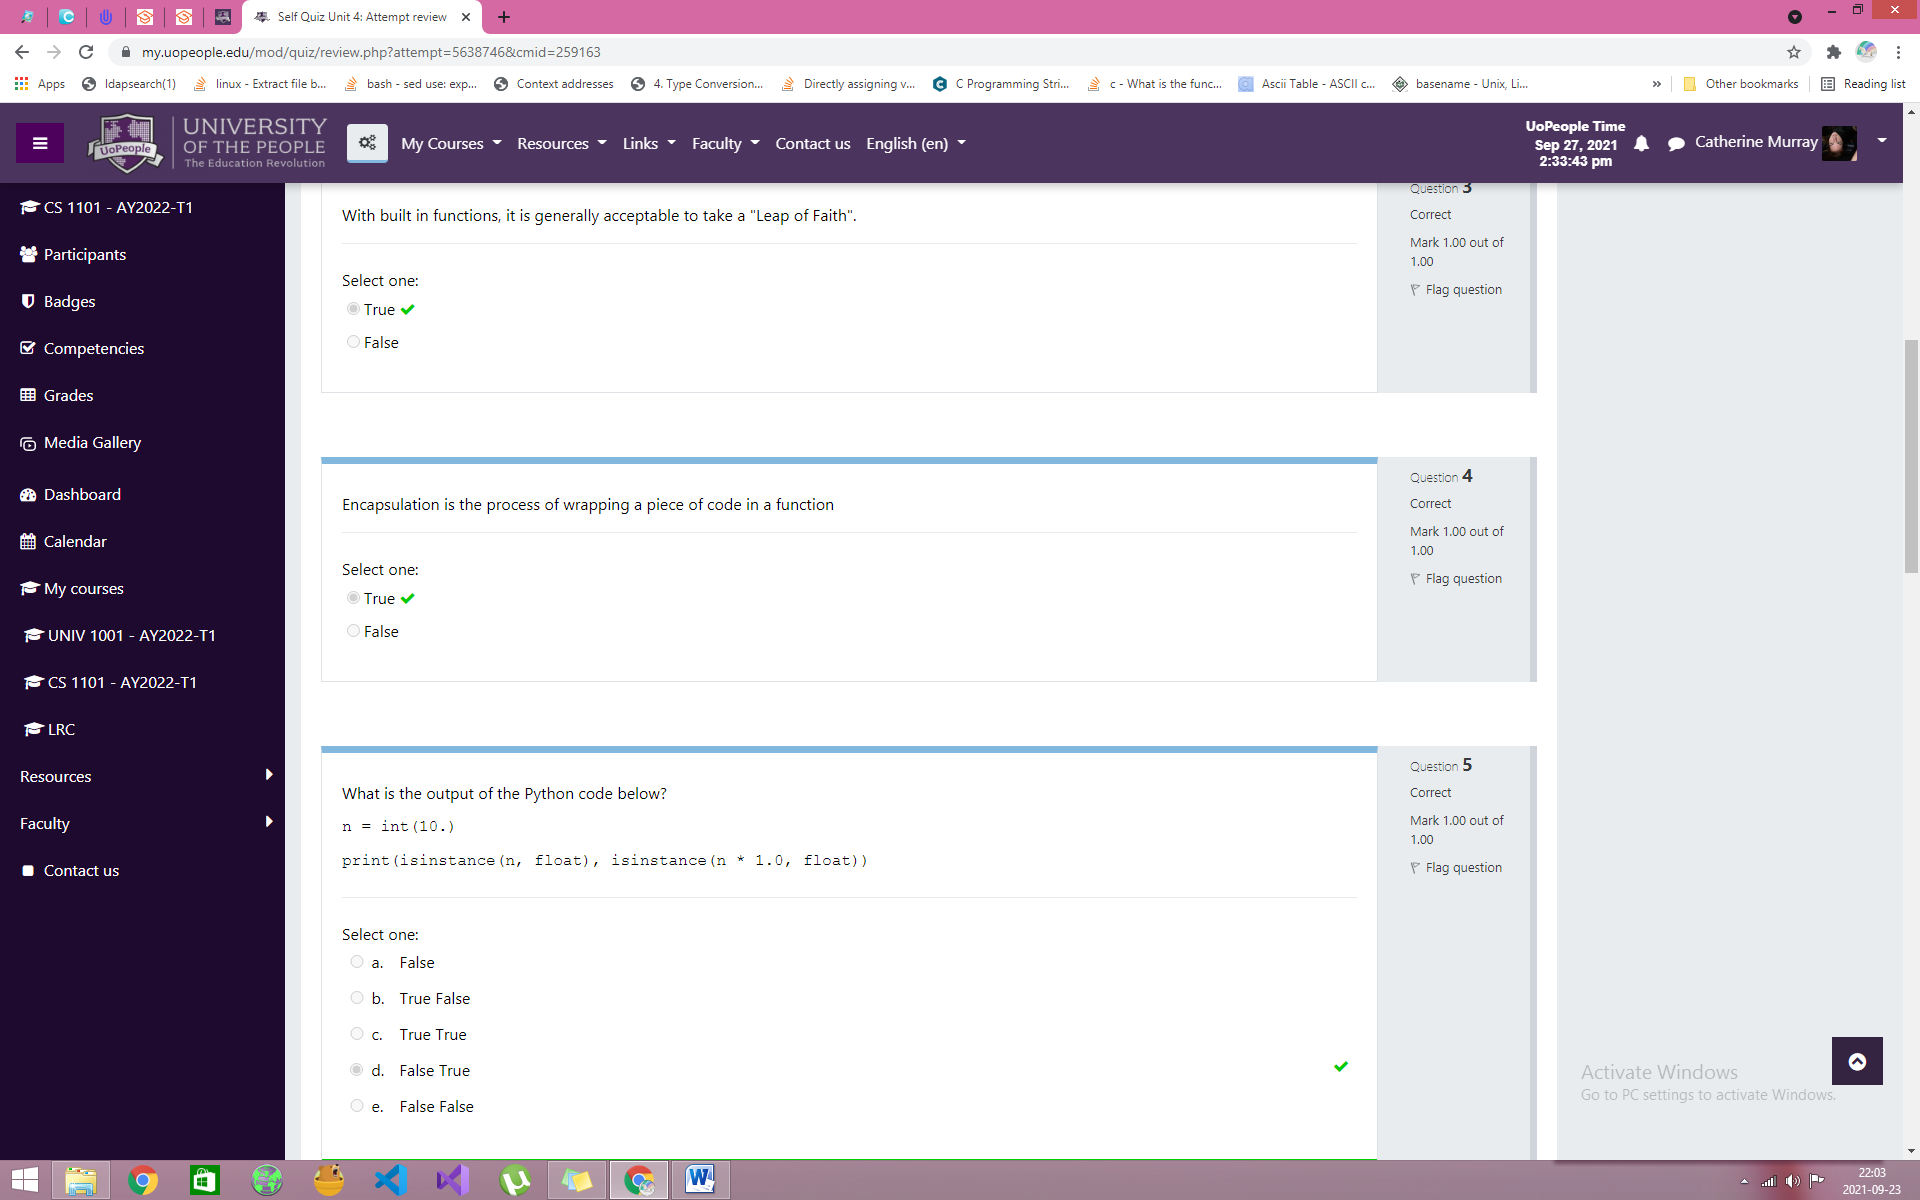 Self Quiz Unit 4: Attempt review
my.uopeople.edu/mod/quiz/review.php?attempt=5638746&cmid=259163
Apps
ldapsearch(1)
linux - Extract file b...
bash - sed use: exp...
Context addresses
4. Type Conversion...
Directly assigning v...
C Programming Stri...
c - What is the func...
Ascii Table - ASCII c...
basename - Unix, Li...
»
Other bookmarks
Reading list
UoPeople
UNIVERSITY
OF THE PEOPLE
The Education Revolution
My Courses
Resources
Links
Faculty
Contact us
English (en)
UoPeople Time
Sep 27, 2021
2:33:43 pm
Catherine Murray
CS 1101 - AY2022-T1
Participants
Badges
Competencies
Grades
Media Gallery
Dashboard
Calendar
My courses
UNIV 1001 - AY2022-T1
CS 1101 - AY2022-T1
LRC
Resources
Faculty
Contact us
Question 3
Correct
Mark 1.00 out of
1.00
Flag question
With built in functions, it is generally acceptable to take a "Leap of Faith".
Select one:
True
False
Question 4
Correct
Mark 1.00 out of
1.00
Flag question
Encapsulation is the process of wrapping a piece of code in a function
Select one:
True
False
Question 5
Correct
Mark 1.00 out of
1.00
Flag question
What is the output of the Python code below?
n = int(10.)
print(isinstance(n, float), isinstance(n * 1.0, float))
Select one:
a. False
b. True False
c. True True
d. False True
e. False False
Activate Windows
Go to PC settings to activate Windows.
22:03
2021-09-23